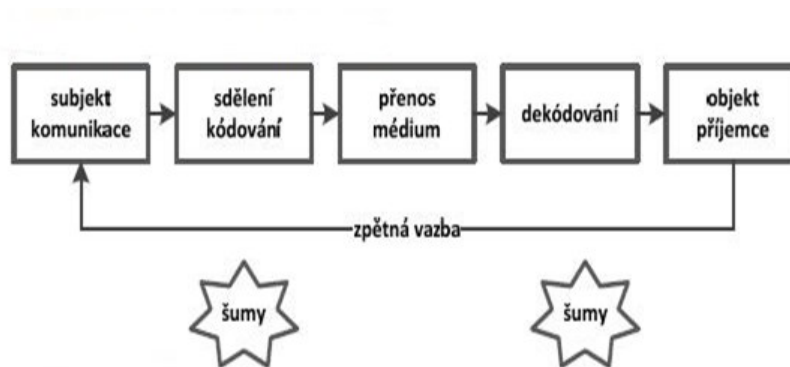 subjekt
komunikace
sdělení
kódování
přenos
médium
dekódování
objekt
příjemce
zpětná vazba
šumy
šumy